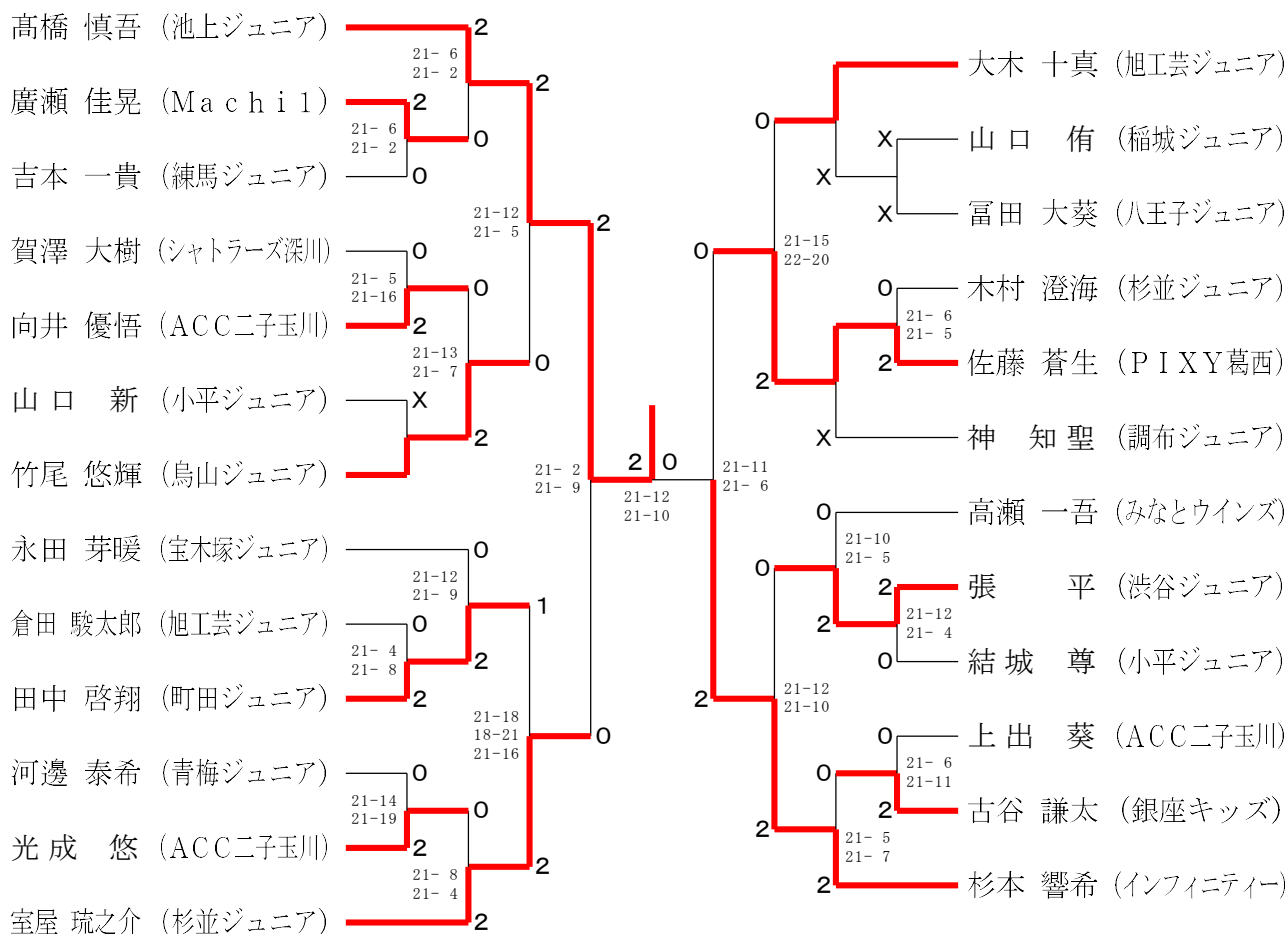 髙橋 慎吾 (池上ジュニア)
2
21- 6
21- 2
2
廣瀬 佳晃 (Machi1)
2
21- 6
21- 2
0
吉本 一貴 (練馬ジュニア)
0
21-12
21- 5
2
賀澤 大樹 (シャトラーズ深川)
0
21- 5
21-16
0
向井 優悟 (ACC二子玉川)
2
21-13
21- 7
0
山口 新 (小平ジュニア)
X
2
竹尾 悠輝 (烏山ジュニア)
21- 2
21- 9
永田 芽暖 (宝木塚ジュニア)
0
21-12
21- 9
1
倉田 駿太郎 (旭工芸ジュニア)
0
21- 4
21- 8
2
田中 啓翔 (町田ジュニア)
2
21-18
18-21
21-16
0
河邊 泰希 (青梅ジュニア)
0
21-14
21-19
0
光成 悠 (ACC二子玉川)
2
21- 8
21- 4
2
室屋 琉之介 (杉並ジュニア)
2
2 0
21-12
21-10
大木 十真 (旭工芸ジュニア)
0
X
山口 侑 (稲城ジュニア)
X
X
冨田 大葵 (八王子ジュニア)
0
21-15
22-20
0
木村 澄海 (杉並ジュニア)
21- 6
21- 5
2
佐藤 蒼生 (PIXY葛西)
2
X
神 知聖 (調布ジュニア)
21-11
21- 6
0
高瀬 一吾 (みなとウインズ)
21-10
21- 5
0
2
張 平 (渋谷ジュニア)
2
21-12
21- 4
0
結城 尊 (小平ジュニア)
2
21-12
21-10
0
上出 葵 (ACC二子玉川)
0
21- 6
21-11
2
古谷 謙太 (銀座キッズ)
2
21- 5
21- 7
2
杉本 響希 (インフィニティー)